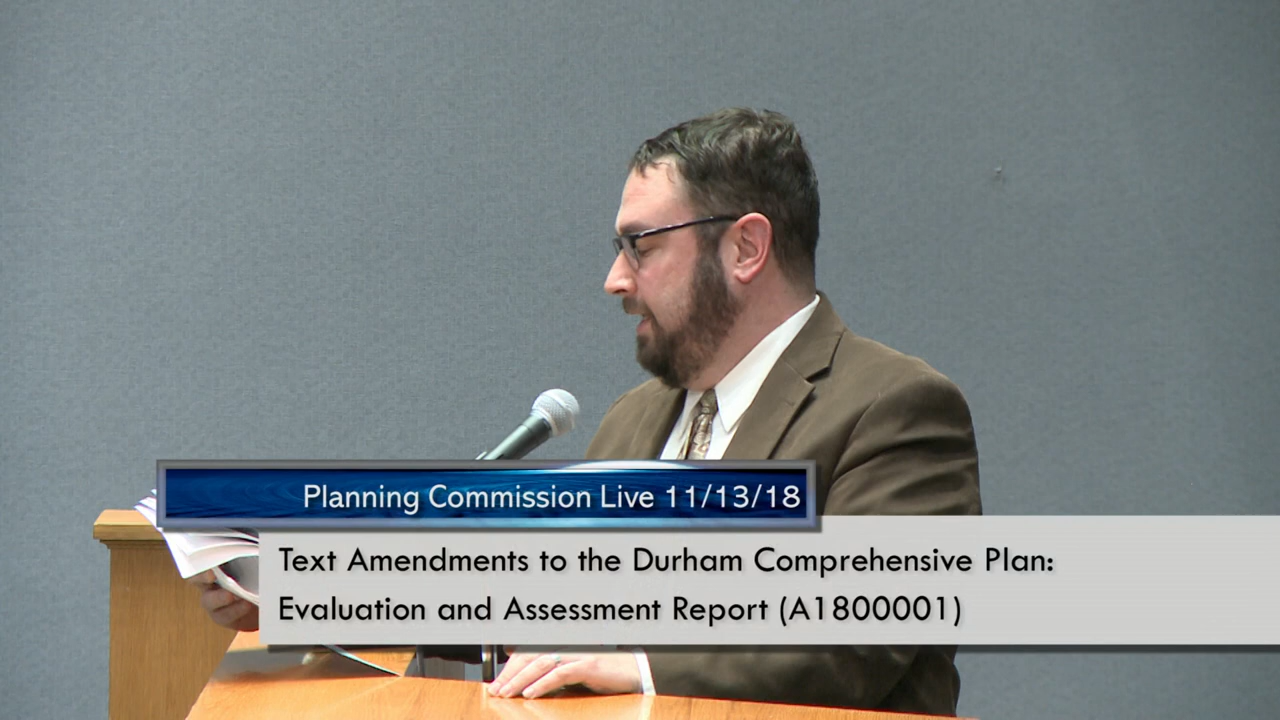 Planning Commission Live 11/13/18
Text Amendments to the Durham Comprehensive Plan:
Evaluation and Assessment Report (A1800001)